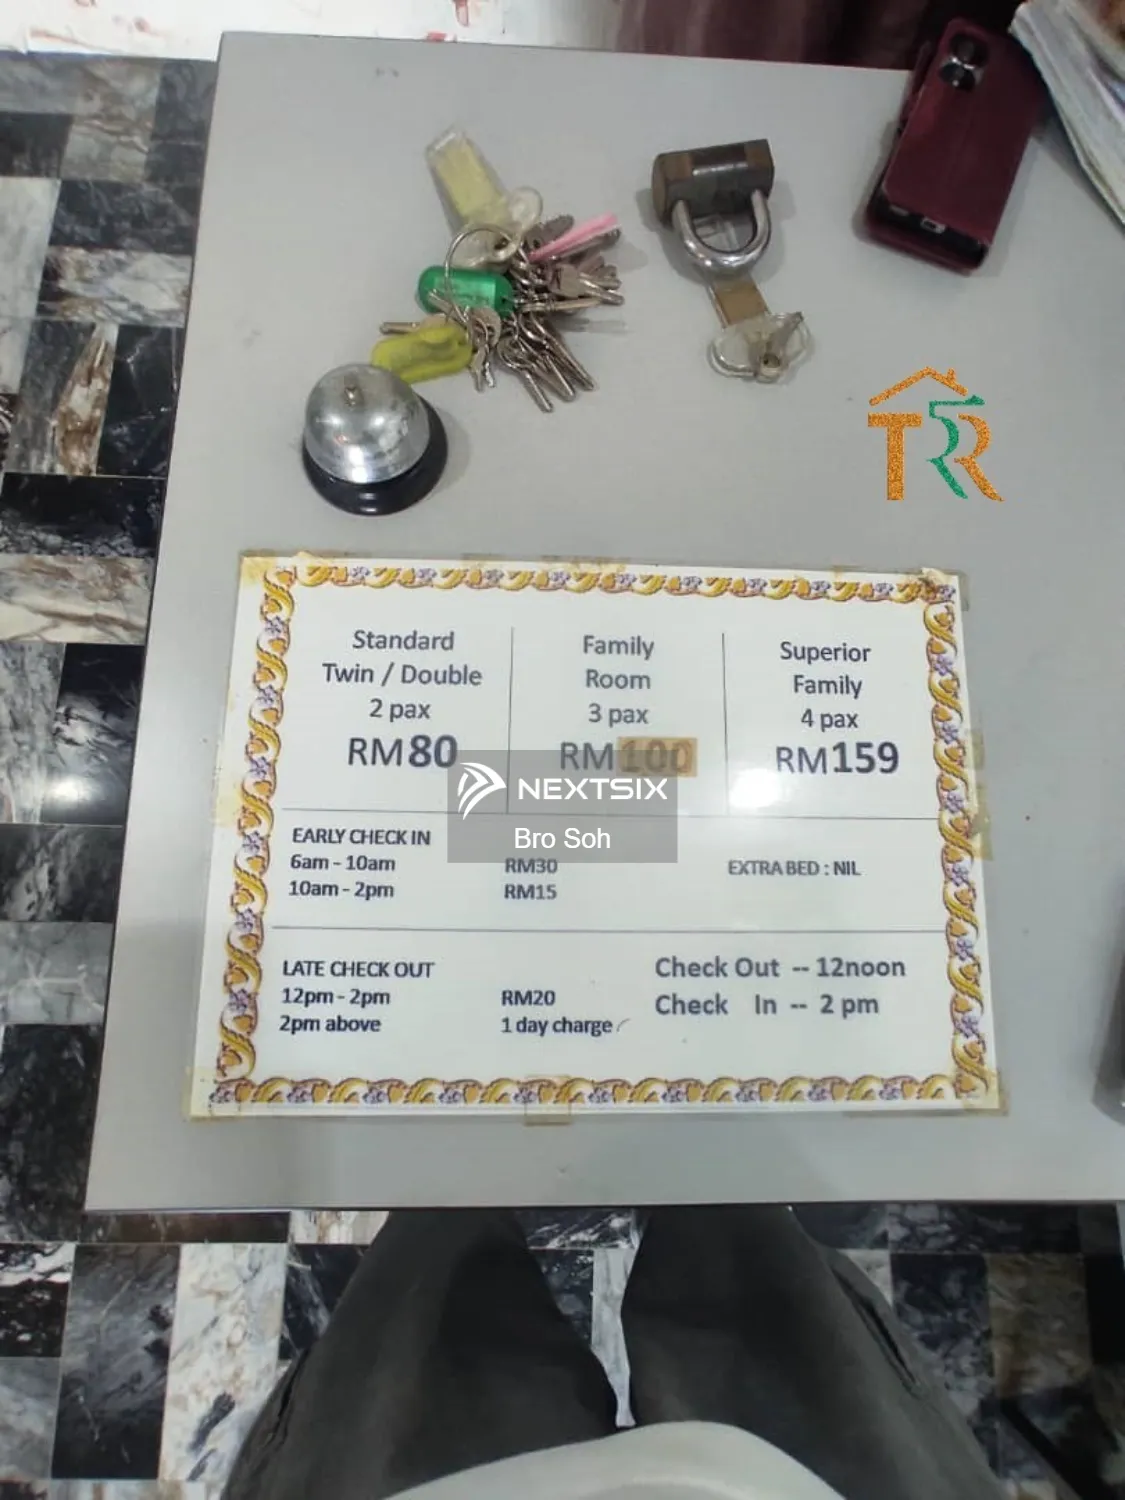 T5R
Standard
Twin / Double
2 pax
RM80
Family
Room
3 pax
RM100
Superior
Family
4 pax
RM159
NEXTSIX
Bro Soh
EARLY CHECK IN
6am - 10am RM30
10am - 2pm RM15
EXTRA BED : NIL
LATE CHECK OUT
12pm - 2pm RM20
2pm above 1 day charge
Check Out -- 12noon
Check In -- 2 pm